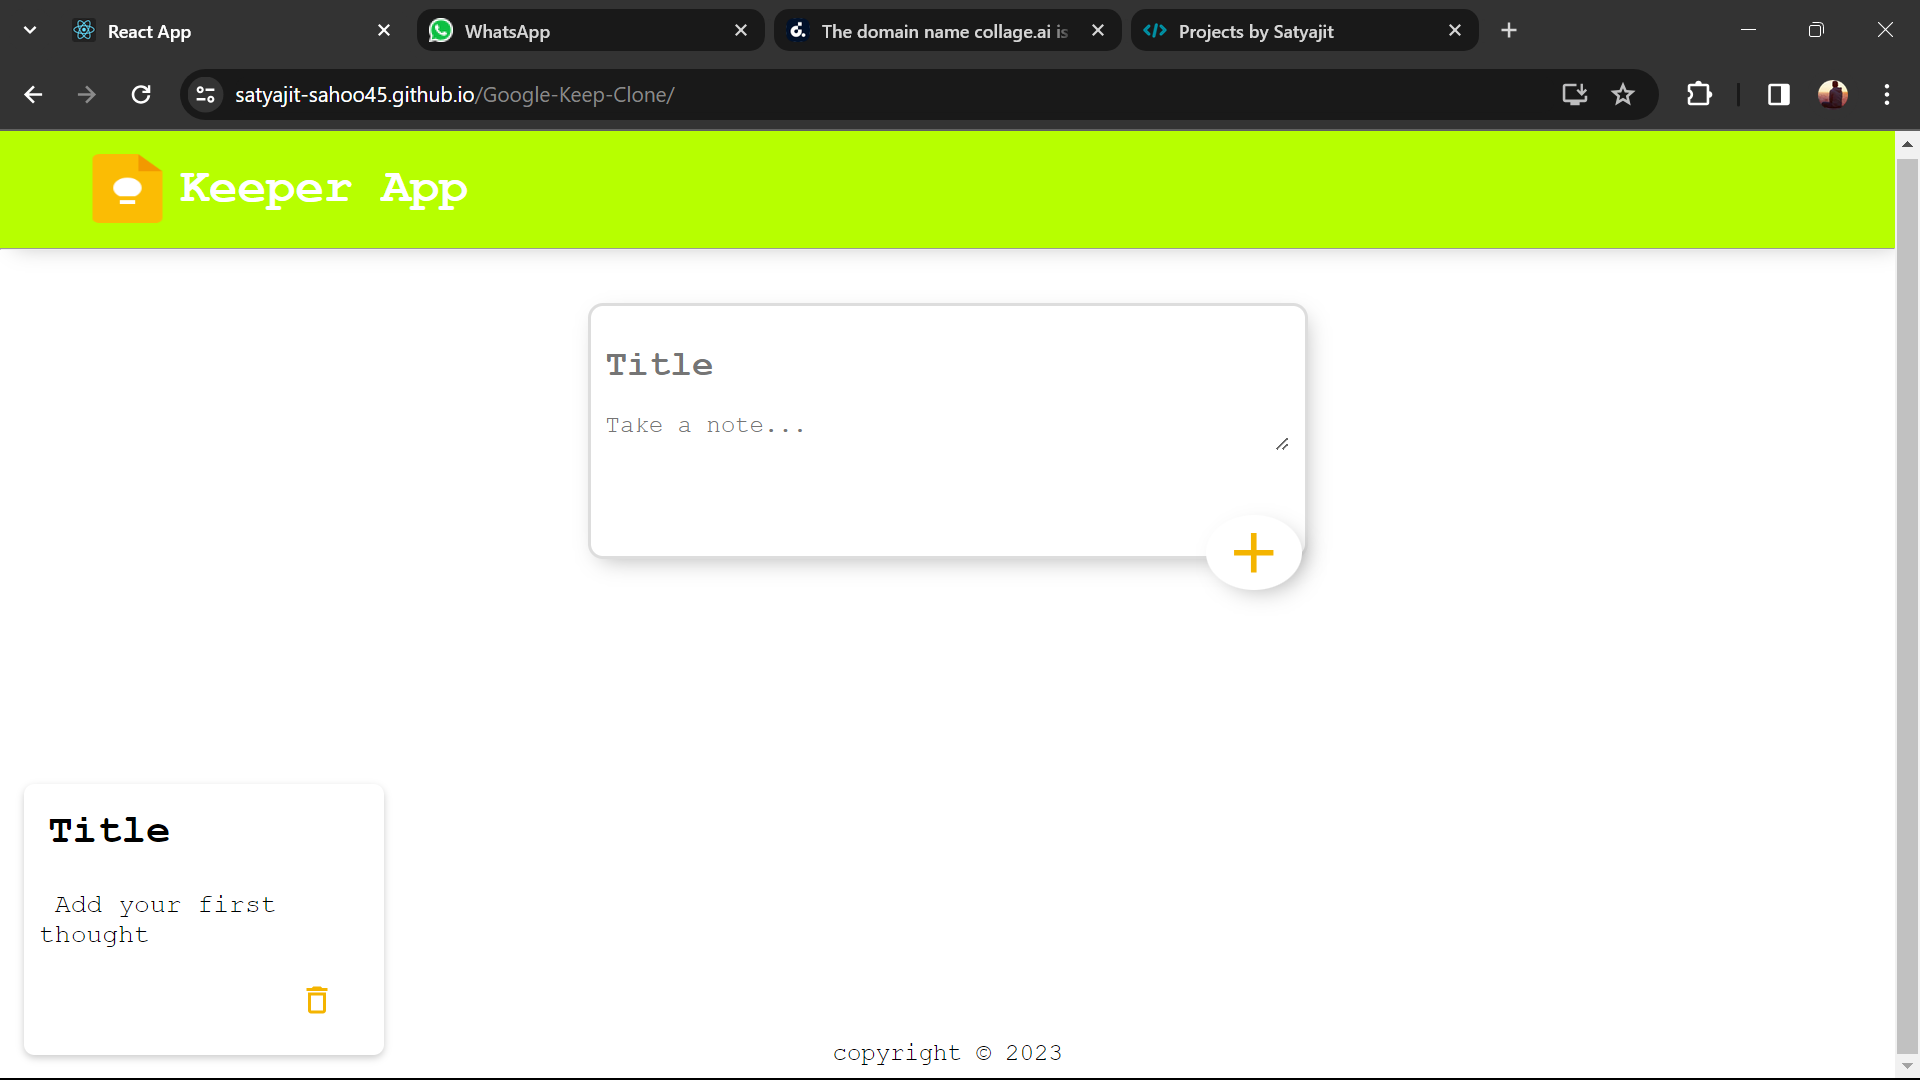 React App
WhatsApp
The domain name collage.ai is
Projects by Satyajit
satyajit-sahoo45.github.io/Google-Keep-Clone/
Keeper App
Title
Take a note...
Title
Add your first
thought
copyright © 2023